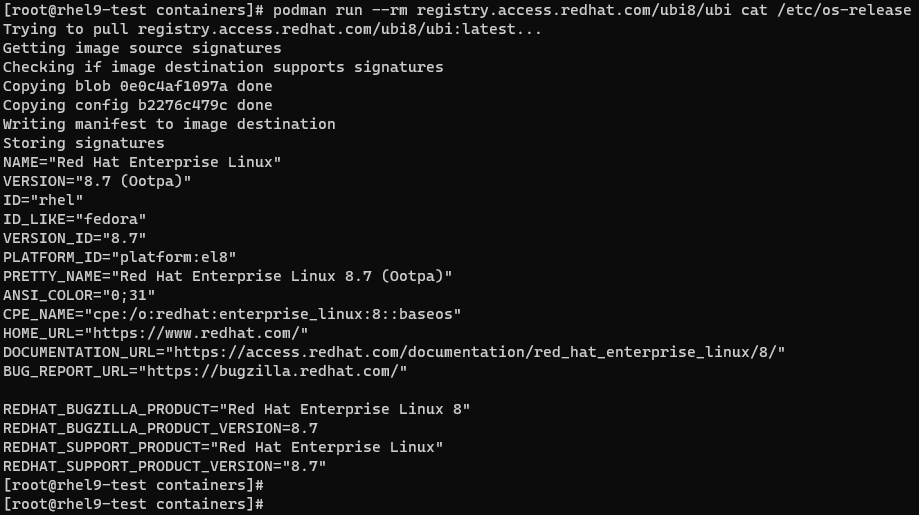 [root@rhel9-test containers]# podman run --rm registry.access.redhat.com/ubi8/ubi cat /etc/os-release
Trying to pull registry.access.redhat.com/ubi8/ubi:latest...
Getting image source signatures
Checking if image destination supports signatures
Copying blob 0e0c4af1097a done
Copying config b2276c479c done
Writing manifest to image destination
Storing signatures
NAME="Red Hat Enterprise Linux"
VERSION="8.7 (Ootpa)"
ID="rhel"
ID_LIKE="fedora"
VERSION_ID="8.7"
PLATFORM_ID="platform:el8"
PRETTY_NAME="Red Hat Enterprise Linux 8.7 (Ootpa)"
ANSI_COLOR="0;31"
CPE_NAME="cpe:/o:redhat:enterprise_linux:8::baseos"
HOME_URL="https://www.redhat.com/"
DOCUMENTATION_URL="https://access.redhat.com/documentation/red_hat_enterprise_linux/8/"
BUG_REPORT_URL="https://bugzilla.redhat.com/"

REDHAT_BUGZILLA_PRODUCT="Red Hat Enterprise Linux 8"
REDHAT_BUGZILLA_PRODUCT_VERSION=8.7
REDHAT_SUPPORT_PRODUCT="Red Hat Enterprise Linux"
REDHAT_SUPPORT_PRODUCT_VERSION="8.7"
[root@rhel9-test containers]#
[root@rhel9-test containers]#